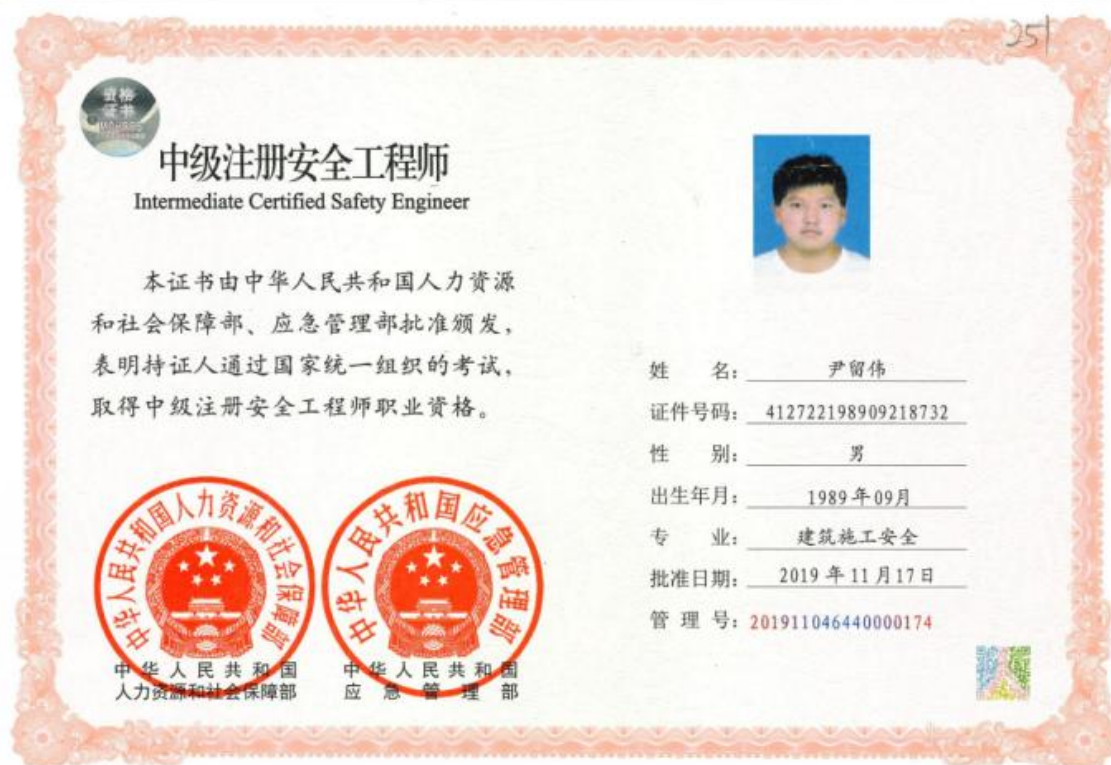 251
资格
证书
MOHRSS
中级注册安全工程师
Intermediate Certified Safety Engineer
本证书由中华人民共和国人力资源
和社会保障部、应急管理部批准颁发，
表明持证人通过国家统一组织的考试，
取得中级注册安全工程师职业资格。
中华人民共和国人力资源和社会保障部
中华人民共和国
人力资源和社会保障部
中华人民共和国应急管理部
中华人民共和国
应急管理部
姓 名： 尹留伟
证件号码： 412722198909218732
性 别： 男
出生年月： 1989年09月
专 业： 建筑施工安全
批准日期： 2019年11月17日
管 理 号： 201911046440000174